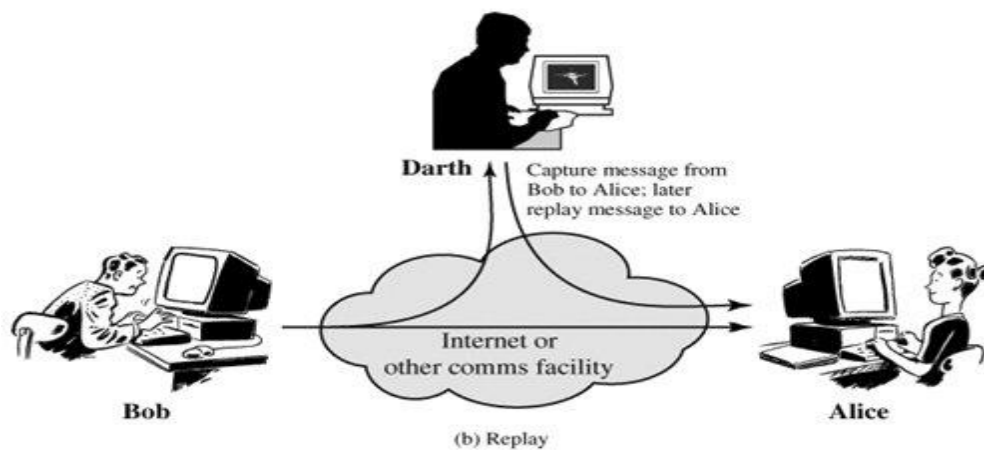 Darth
Capture message from
Bob to Alice; later
replay message to Alice
Internet or
other comms facility
Bob
Alice
(b) Replay